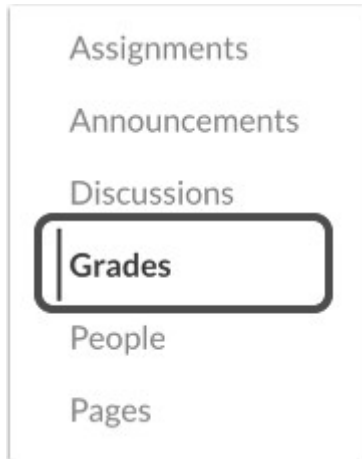 Assignments
Announcements
Discussions
Grades
People
Pages